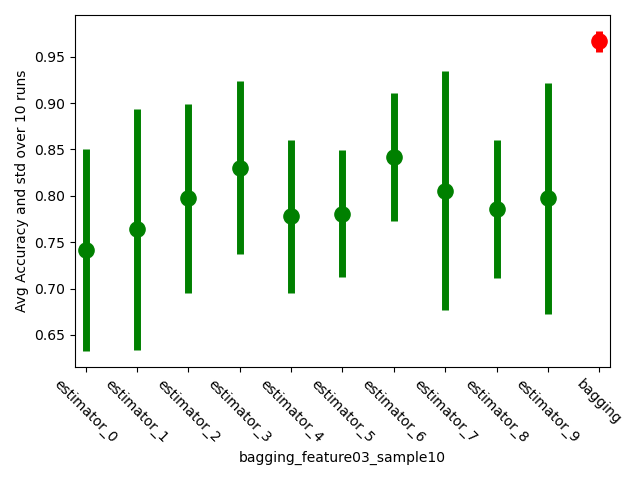 Avg Accuracy and std over 10 runs
0.95
0.90
0.85
0.80
0.75
0.70
0.65
estimator_0
estimator_1
estimator_2
estimator_3
estimator_4
estimator_5
estimator_6
estimator_7
estimator_8
estimator_9
bagging
bagging_feature03_sample10